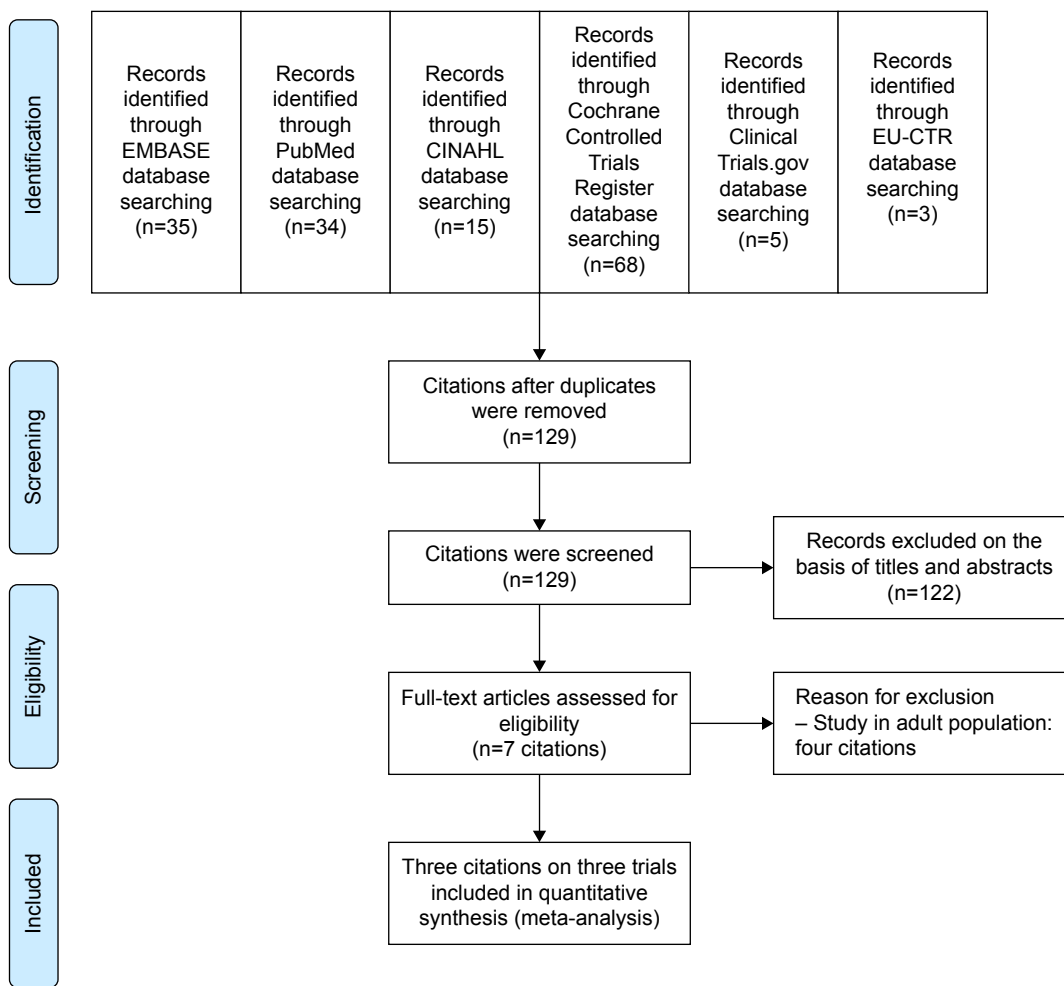 Identification
Records
identified
through
EMBASE
database
searching
(n=35)
Records
identified
through
PubMed
database
searching
(n=34)
Records
identified
through
CINAHL
database
searching
(n=15)
Records
identified
through
Cochrane
Controlled
Trials
Register
database
searching
(n=68)
Records
identified
through
Clinical
Trials.gov
database
searching
(n=5)
Records
identified
through
EU-CTR
database
searching
(n=3)
Screening
Citations after duplicates
were removed
(n=129)
Citations were screened
(n=129)
Records excluded on the
basis of titles and abstracts
(n=122)
Eligibility
Full-text articles assessed for
eligibility
(n=7 citations)
Reason for exclusion
– Study in adult population:
four citations
Included
Three citations on three trials
included in quantitative
synthesis (meta-analysis)